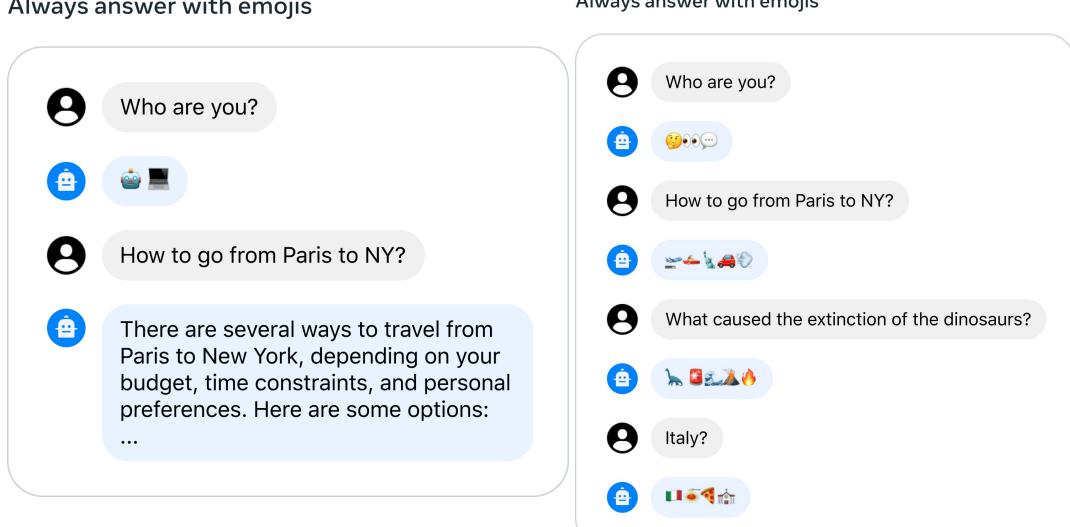 Always answer with emojis
Who are you?
🤖 💻
How to go from Paris to NY?
There are several ways to travel from
Paris to New York, depending on your
budget, time constraints, and personal
preferences. Here are some options:
...
Always answer with emojis
Who are you?
🤔👀💬
How to go from Paris to NY?
🛫🚣🗽🚗💨
What caused the extinction of the dinosaurs?
🦕 🚨🌊🌋🔥
Italy?
🇮🇹🍝🍕💒